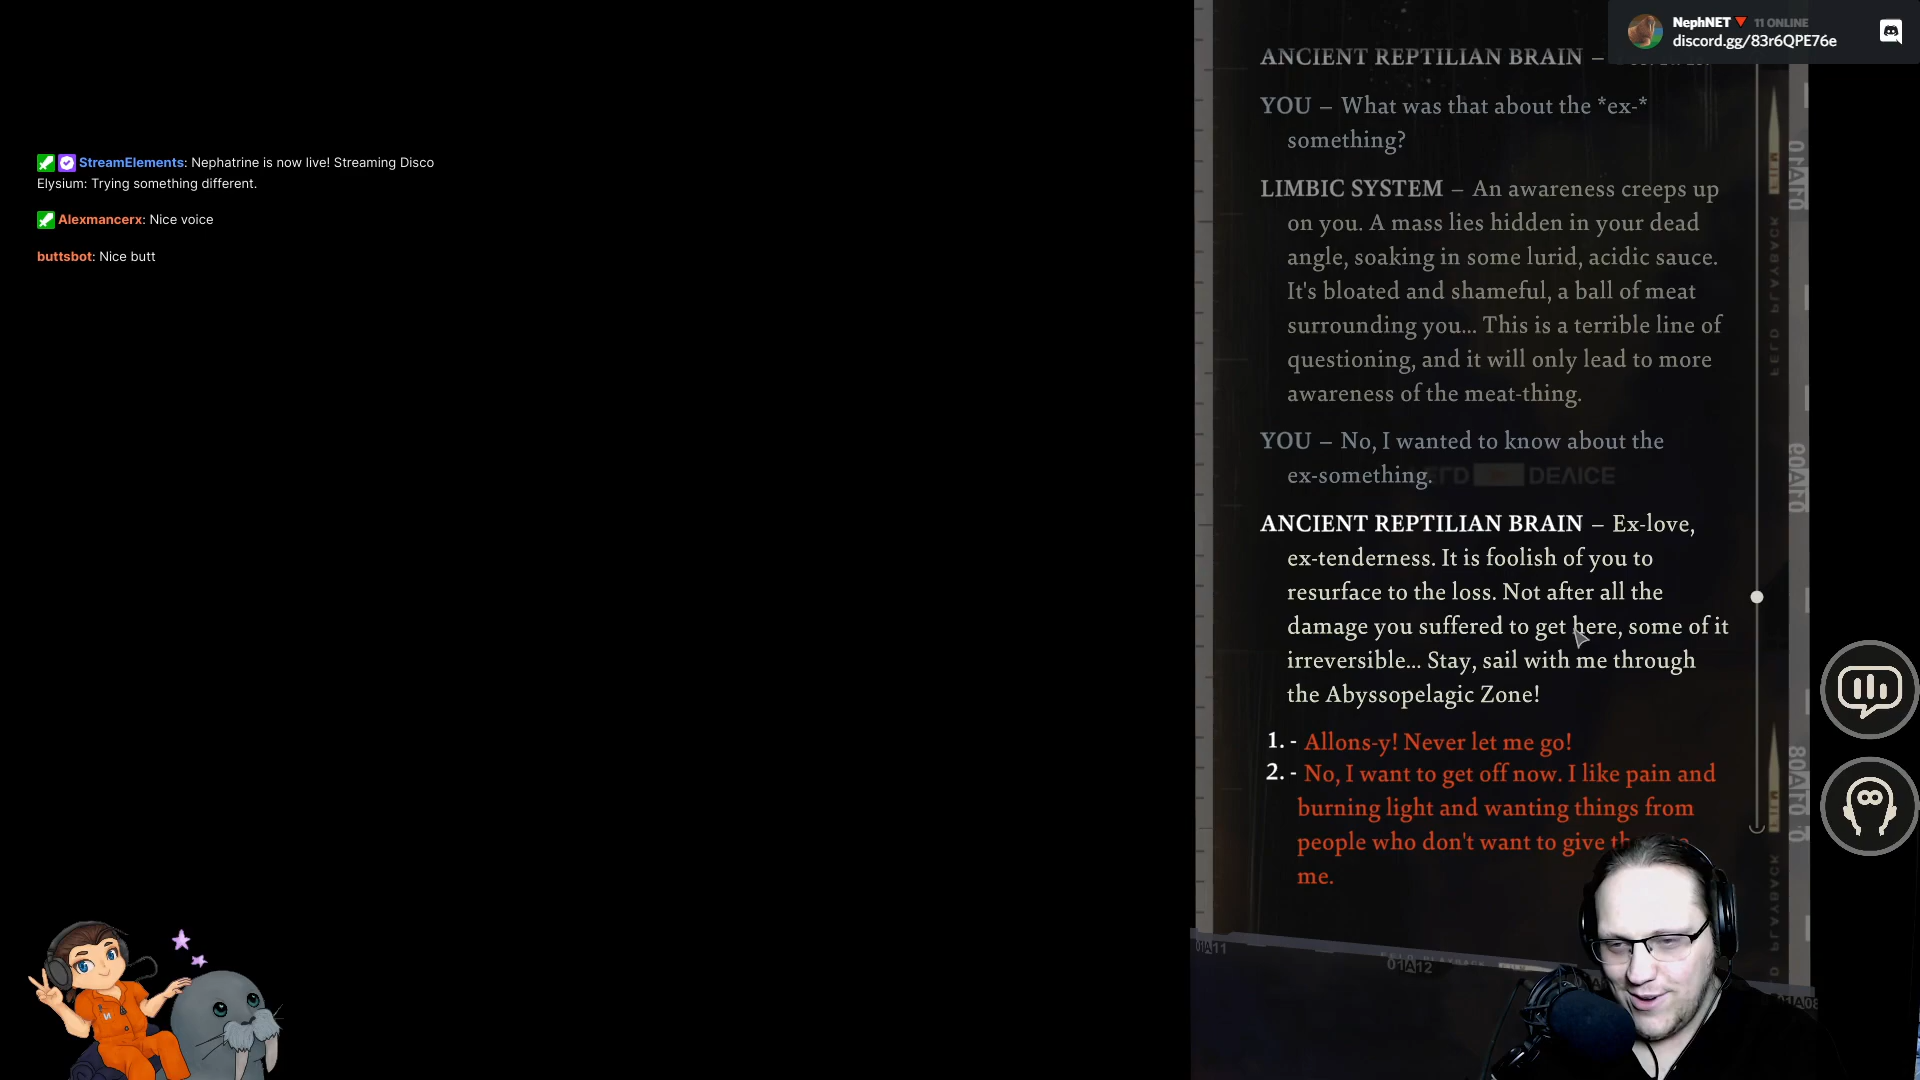 NephNET 11 ONLINE
discord.gg/83r6QPE76e
ANCIENT REPTILIAN BRAIN –
YOU – What was that about the *ex-*
something?
LIMBIC SYSTEM – An awareness creeps up
on you. A mass lies hidden in your dead
angle, soaking in some lurid, acidic sauce.
It's bloated and shameful, a ball of meat
surrounding you... This is a terrible line of
questioning, and it will only lead to more
awareness of the meat-thing.
YOU – No, I wanted to know about the
ex-something.
DEVICE
ANCIENT REPTILIAN BRAIN – Ex-love,
ex-tenderness. It is foolish of you to
resurface to the loss. Not after all the
damage you suffered to get here, some of it
irreversible... Stay, sail with me through
the Abyssopelagic Zone!
1. - Allons-y! Never let me go!
2. - No, I want to get off now. I like pain and
burning light and wanting things from
people who don't want to give
me.
StreamElements: Nephatrine is now live! Streaming Disco
Elysium: Trying something different.
Alexmancerx: Nice voice
buttsbot: Nice butt
01A11
01A12